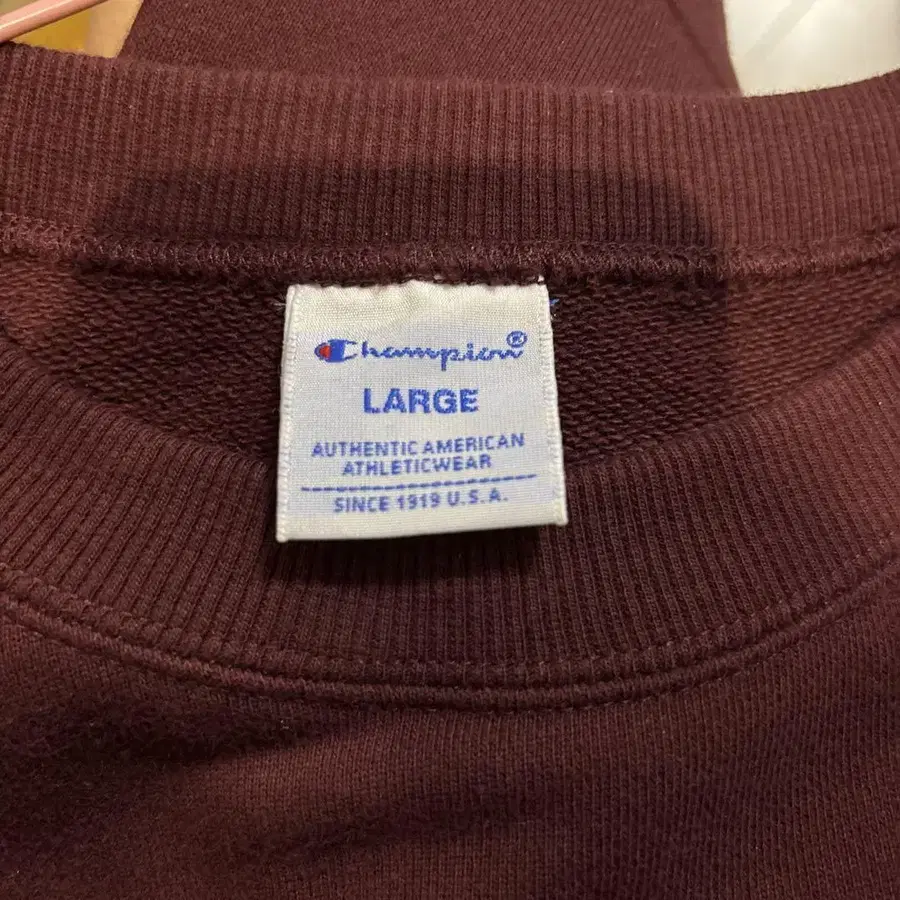 Champion®
LARGE
AUTHENTIC AMERICAN
ATHLETICWEAR
SINCE 1919 U.S.A.